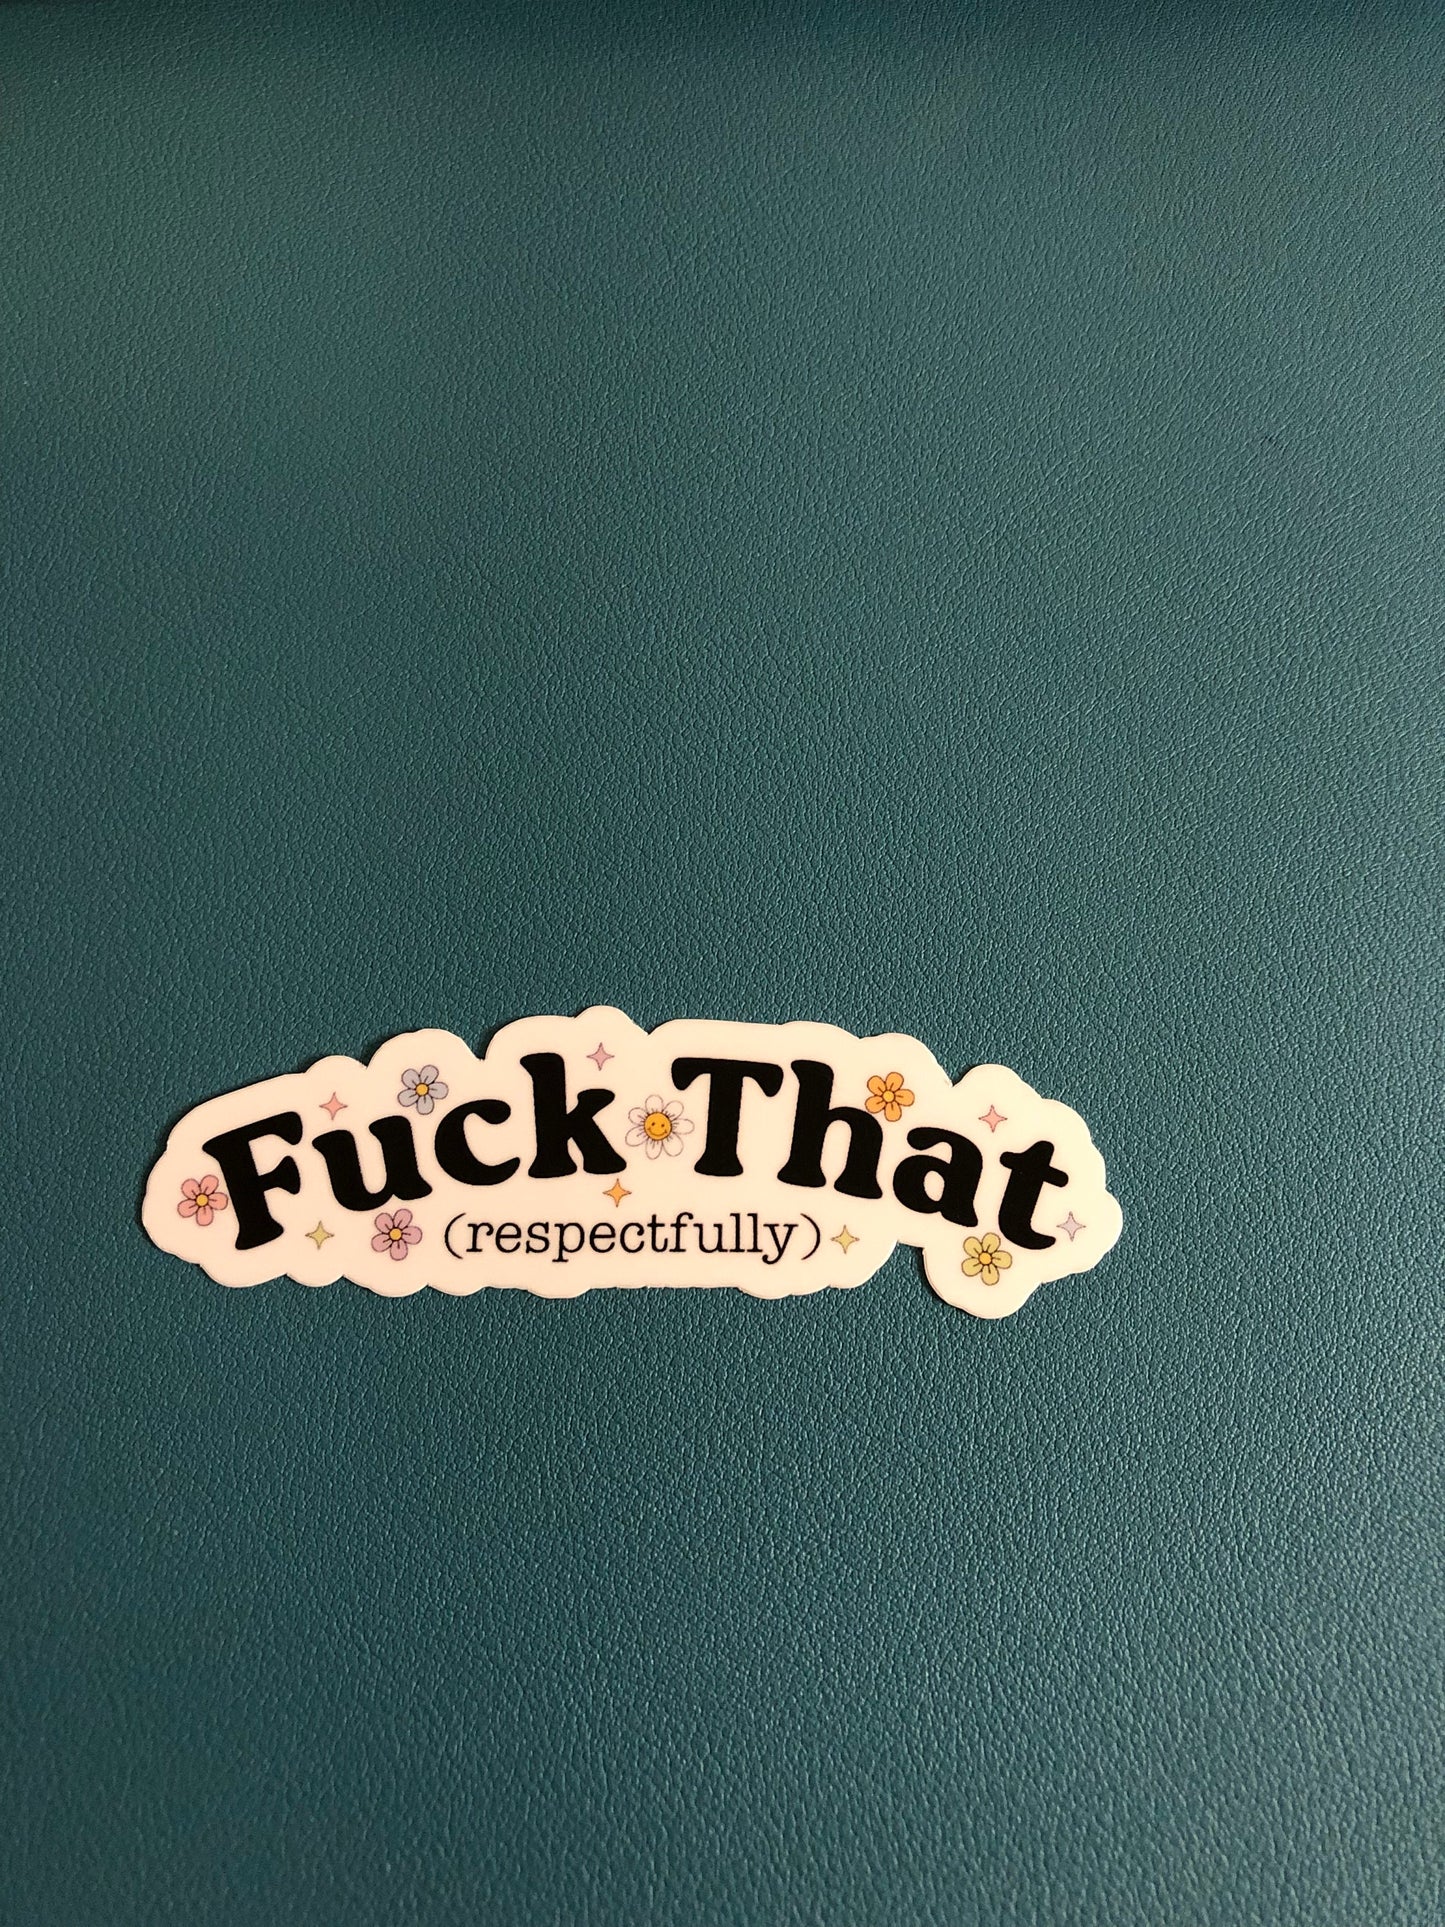 Fuck That
(respectfully)